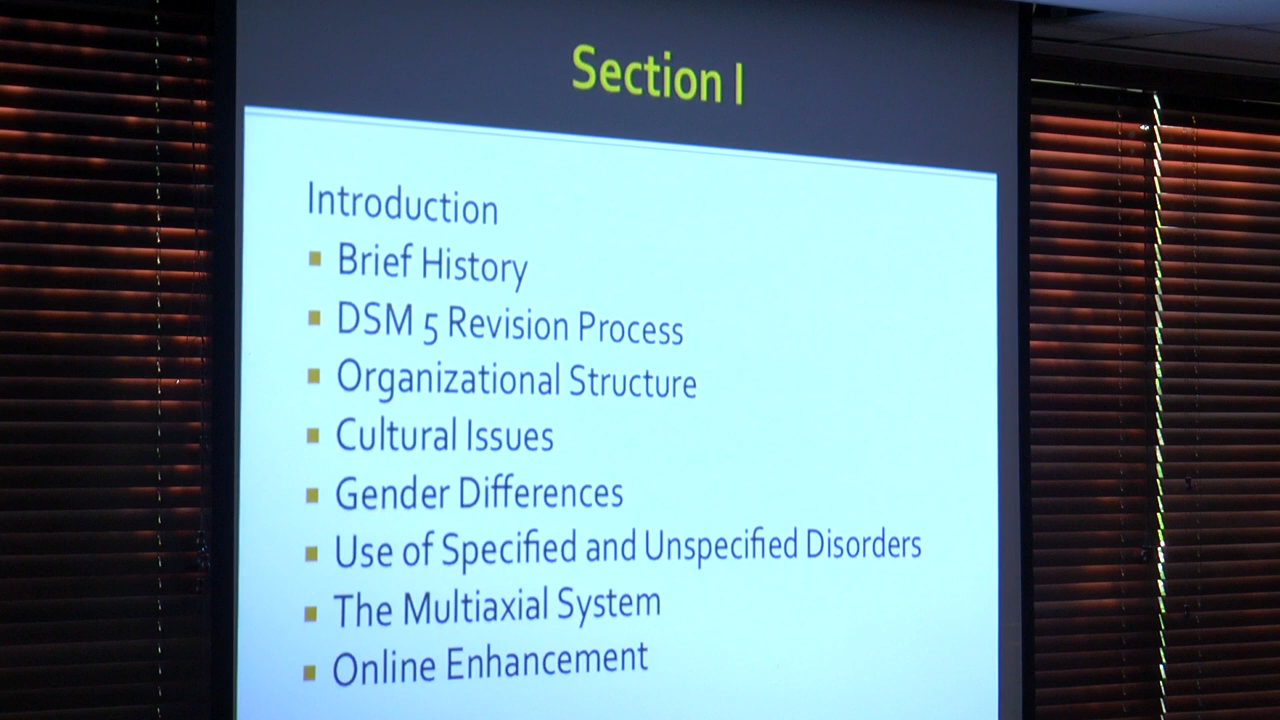 Section I
Introduction
▪ Brief History
▪ DSM 5 Revision Process
▪ Organizational Structure
▪ Cultural Issues
▪ Gender Differences
▪ Use of Specified and Unspecified Disorders
▪ The Multiaxial System
▪ Online Enhancement